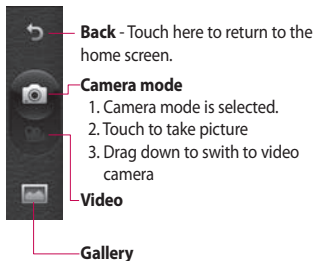 Back - Touch here to return to the
home screen.
Camera mode
1. Camera mode is selected.
2. Touch to take picture
3. Drag down to swith to video
camera
Video
Gallery